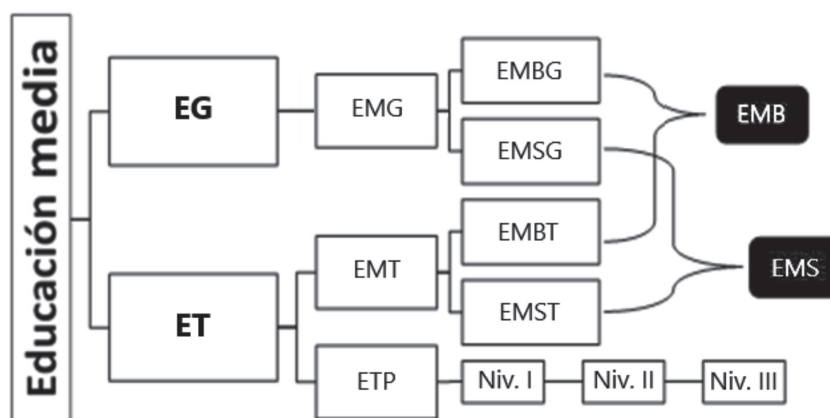 Educación media
EG
EMG
EMBG
EMSG
EMB
ET
EMT
EMBT
EMST
EMS
ETP
Niv. I
Niv. II
Niv. III